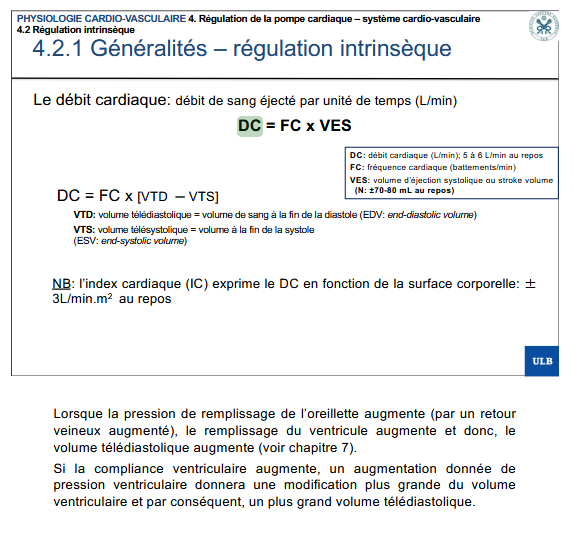 PHYSIOLOGIE CARDIO-VASCULAIRE 4. Régulation de la pompe cardiaque – système cardio-vasculaire
4.2 Régulation intrinsèque
4.2.1 Généralités – régulation intrinsèque
Le débit cardiaque: débit de sang éjecté par unité de temps (L/min)
DC = FC x VES
DC: débit cardiaque (L/min); 5 à 6 L/min au repos
FC: fréquence cardiaque (battements/min)
VES: volume d’éjection systolique ou stroke volume
(N: ±70-80 mL au repos)
DC = FC x [VTD – VTS]
VTD: volume télédiastolique = volume de sang à la fin de la diastole (EDV: end-diastolic volume)
VTS: volume télésystolique = volume à la fin de la systole
(ESV: end-systolic volume)
NB: l’index cardiaque (IC) exprime le DC en fonction de la surface corporelle: ±
3L/min.m² au repos
ULB
Lorsque la pression de remplissage de l’oreillette augmente (par un retour
veineux augmenté), le remplissage du ventricule augmente et donc, le
volume télédiastolique augmente (voir chapitre 7).
Si la compliance ventriculaire augmente, un augmentation donnée de
pression ventriculaire donnera une modification plus grande du volume
ventriculaire et par conséquent, un plus grand volume télédiastolique.